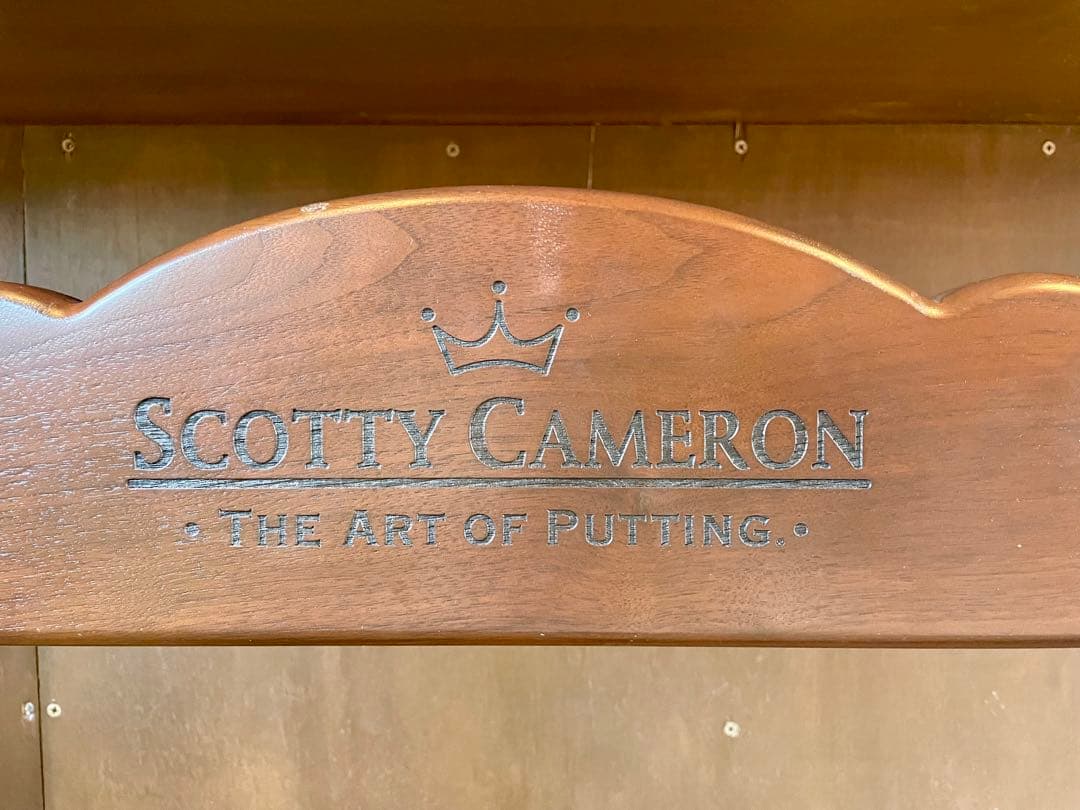 SCOTTY CAMERON
• THE ART OF PUTTING. •